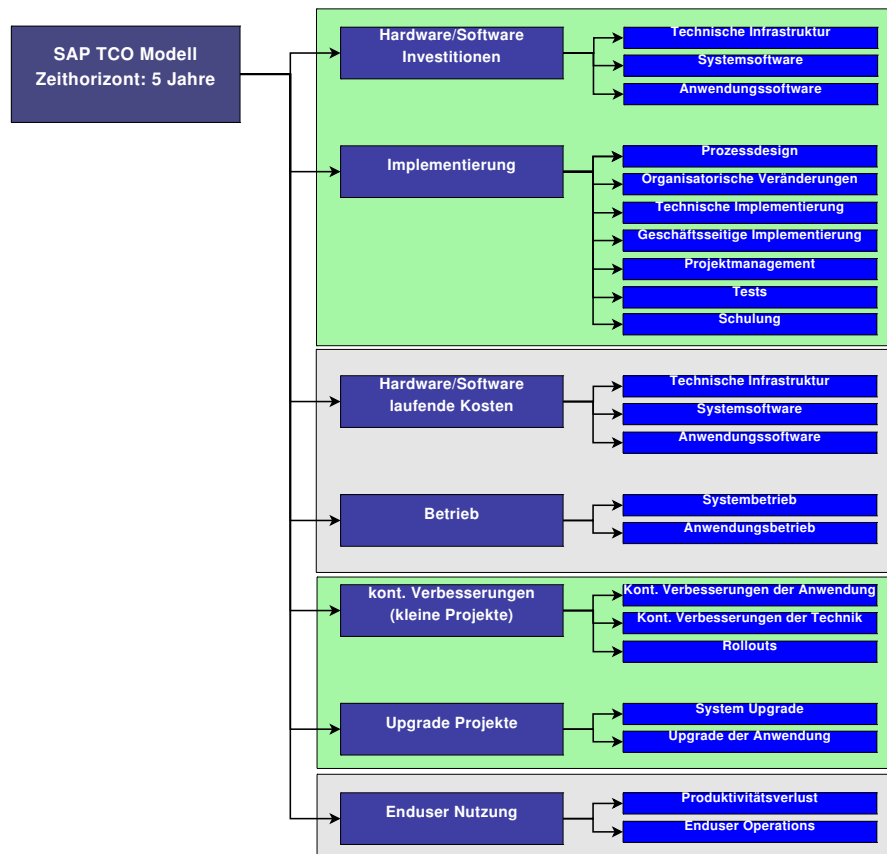 SAP TCO Modell
Zeithorizont: 5 Jahre
Hardware/Software
Investitionen
Technische Infrastruktur
Systemsoftware
Anwendungssoftware
Implementierung
Prozessdesign
Organisatorische Veränderungen
Technische Implementierung
Geschäftsseitige Implementierung
Projektmanagement
Tests
Schulung
Hardware/Software
laufende Kosten
Technische Infrastruktur
Systemsoftware
Anwendungssoftware
Betrieb
Systembetrieb
Anwendungsbetrieb
kont. Verbesserungen
(kleine Projekte)
Kont. Verbesserungen der Anwendung
Kont. Verbesserungen der Technik
Rollouts
Upgrade Projekte
System Upgrade
Upgrade der Anwendung
Enduser Nutzung
Produktivitätsverlust
Enduser Operations